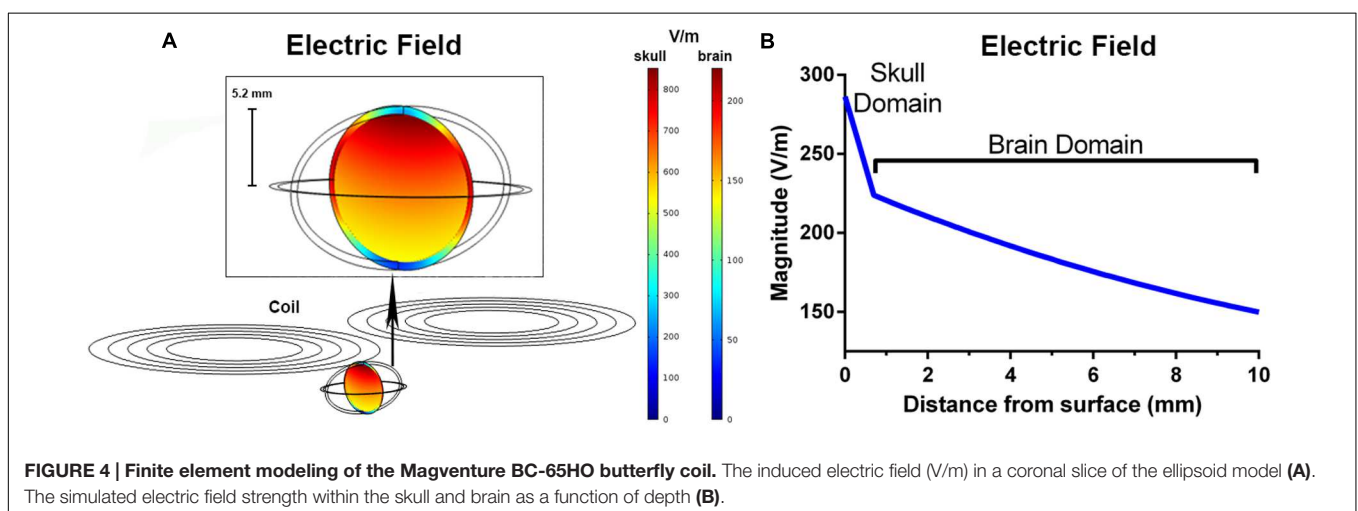 A
Electric Field
5.2 mm
Coil
V/m
skull brain
800
700
600
500
400
300
200
100
0
200
150
100
50
0
B
Electric Field
Skull
Domain
Brain Domain
Magnitude (V/m)
300
250
200
150
0 2 4 6 8 10
Distance from surface (mm)
FIGURE 4 | Finite element modeling of the Magventure BC-65HO butterfly coil. The induced electric field (V/m) in a coronal slice of the ellipsoid model (A).
The simulated electric field strength within the skull and brain as a function of depth (B).